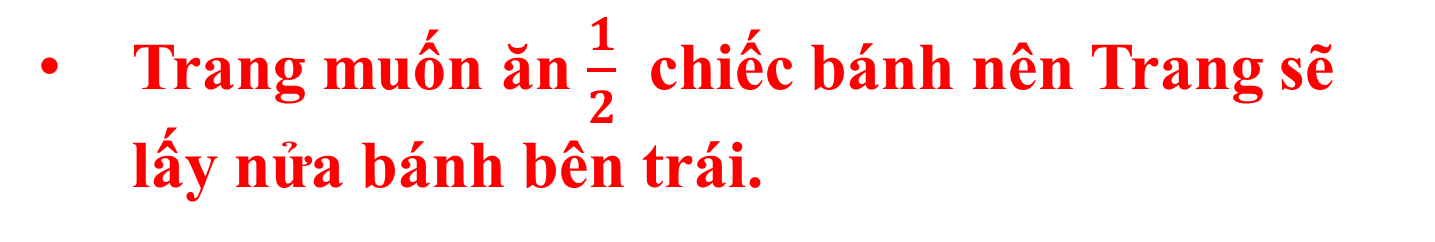 • Trang muốn ăn 1/2 chiếc bánh nên Trang sẽ
lấy nửa bánh bên trái.